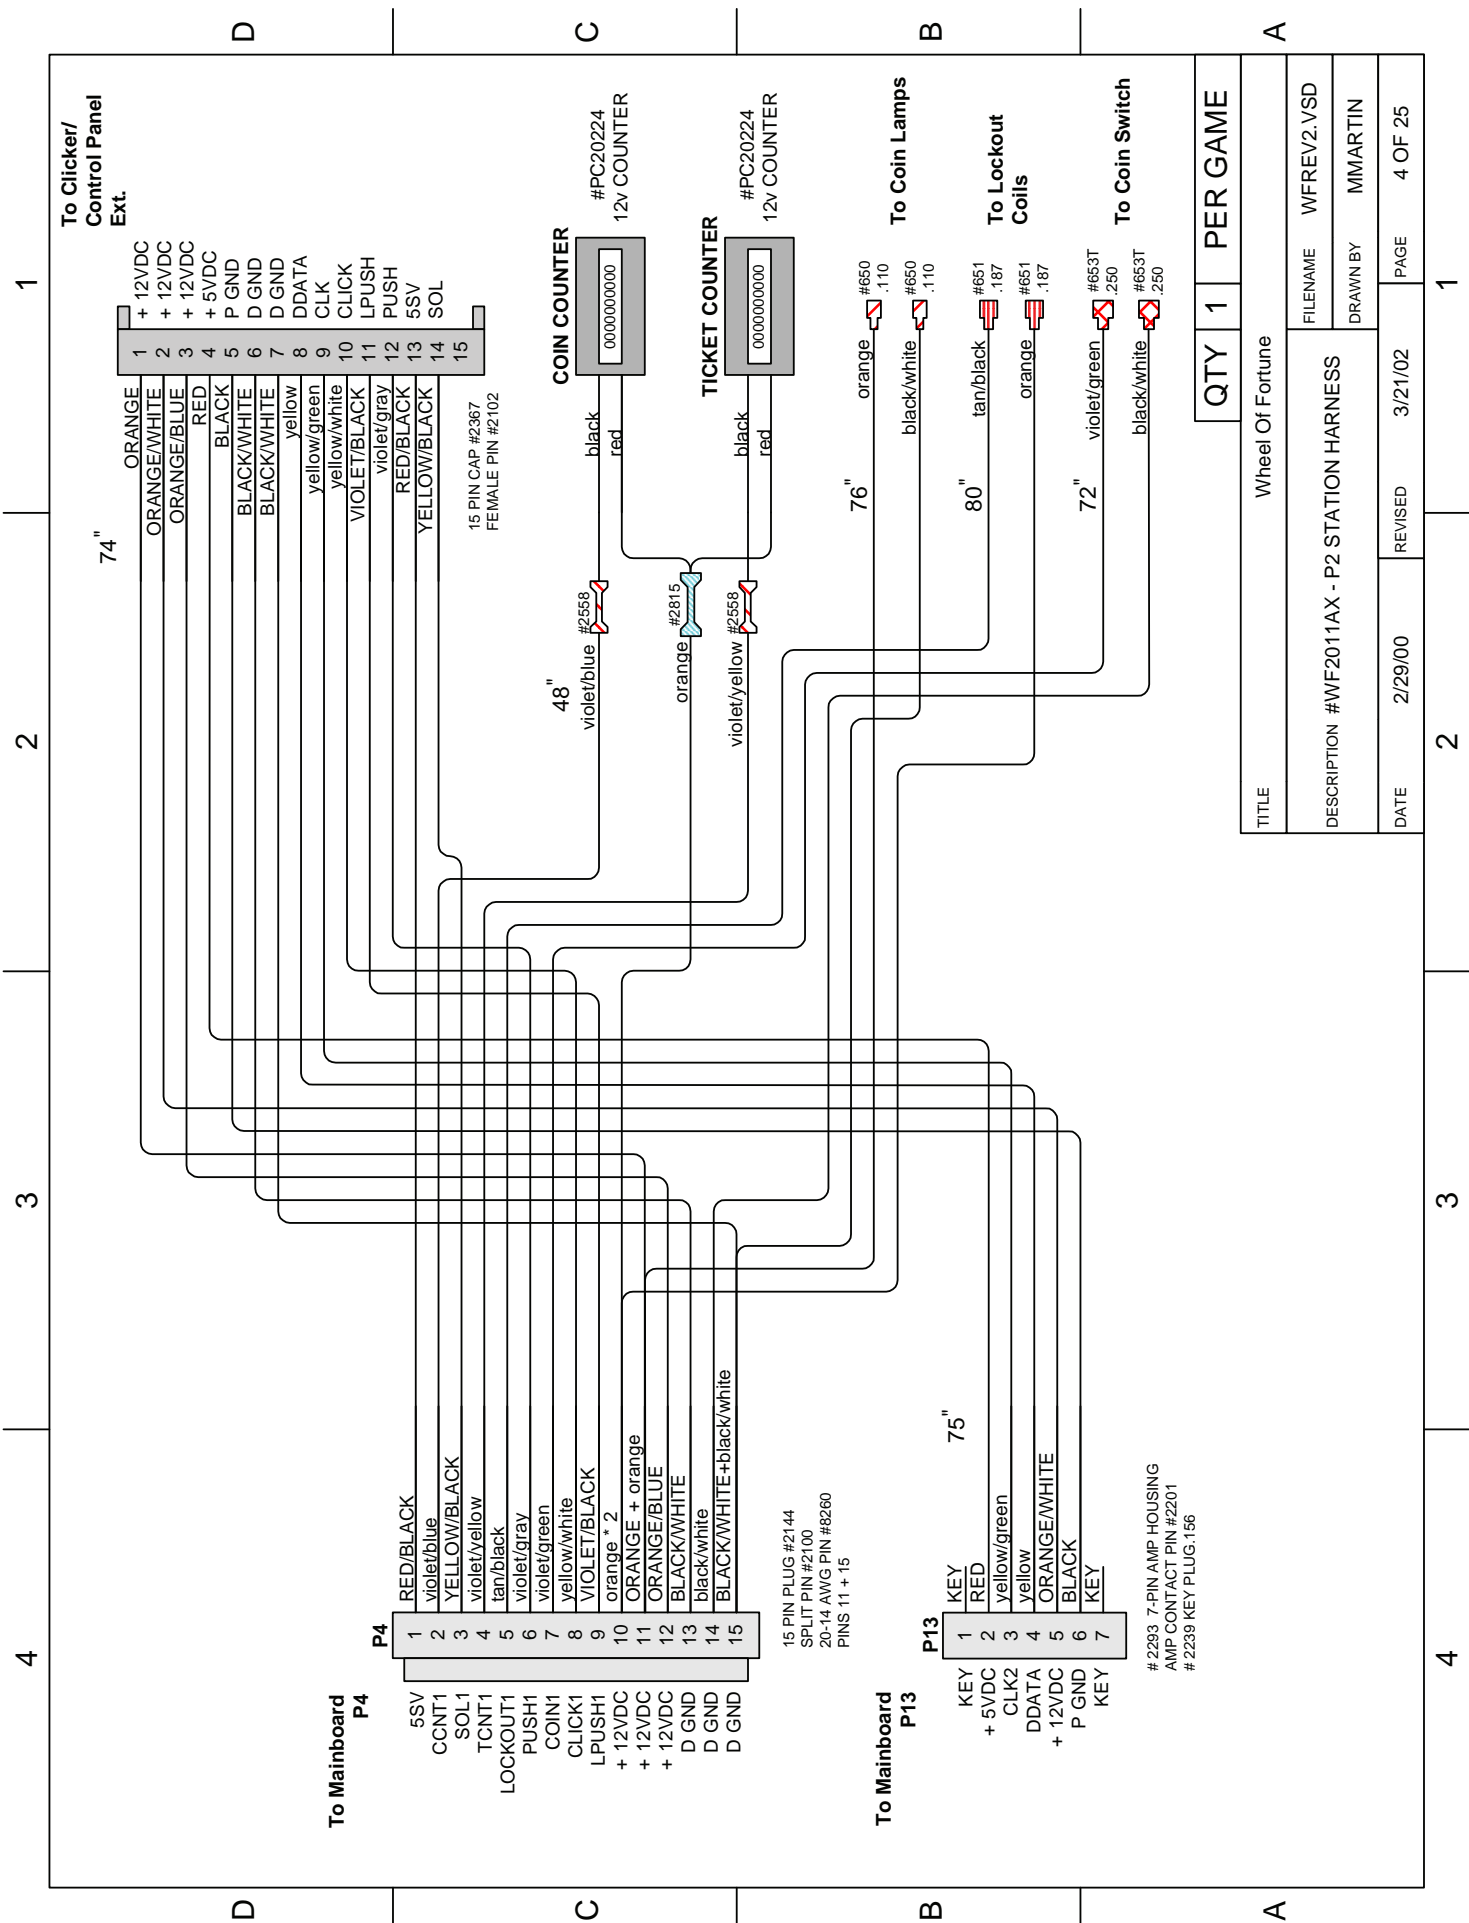 4
3
2
1
D
C
B
A
To Mainboard
P4
5SV
CCNT1
SOL1
TCNT1
LOCKOUT1
PUSH1
COIN1
CLICK1
LPUSH1
+ 12VDC
+ 12VDC
+ 12VDC
D GND
D GND
D GND
P4
1
2
3
4
5
6
7
8
9
10
11
12
13
14
15
RED/BLACK
violet/blue
YELLOW/BLACK
violet/yellow
tan/black
violet/gray
violet/green
yellow/white
VIOLET/BLACK
orange * 2
ORANGE + orange
ORANGE/BLUE
BLACK/WHITE
black/white
BLACK/WHITE+black/white
15 PIN PLUG #2144
SPLIT PIN #2100
20-14 AWG PIN #8260
PINS 11 + 15
To Mainboard
P13
KEY
+ 5VDC
CLK2
DDATA
+ 12VDC
P GND
KEY
P13
1
2
3
4
5
6
7
KEY
RED
yellow/green
yellow
ORANGE/WHITE
BLACK
KEY
75"
# 2293 7-PIN AMP HOUSING
AMP CONTACT PIN #2201
# 2239 KEY PLUG.156
74"
ORANGE
ORANGE/WHITE
ORANGE/BLUE
RED
BLACK
BLACK/WHITE
BLACK/WHITE
yellow
yellow/green
yellow/white
VIOLET/BLACK
violet/gray
RED/BLACK
YELLOW/BLACK
1
2
3
4
5
6
7
8
9
10
11
12
13
14
15
To Clicker/
Control Panel
Ext.
+ 12VDC
+ 12VDC
+ 12VDC
+ 5VDC
P GND
D GND
D GND
DDATA
CLK
CLICK
LPUSH
PUSH
5SV
SOL
15 PIN CAP #2367
FEMALE PIN #2102
48"
violet/blue
#2558
black
red
COIN COUNTER
0000000000
#PC20224
12v COUNTER
orange
#2815
violet/yellow
#2558
black
red
TICKET COUNTER
0000000000
#PC20224
12v COUNTER
76"
orange
#650
.110
black/white
#650
.110
To Coin Lamps
80"
tan/black
#651
.187
orange
#651
.187
To Lockout
Coils
72"
violet/green
#653T
.250
black/white
#653T
.250
To Coin Switch
QTY 1 PER GAME
TITLE Wheel Of Fortune
DESCRIPTION #WF2011AX - P2 STATION HARNESS
FILENAME WFREV2.VSD
DRAWN BY MMARTIN
DATE 2/29/00 REVISED 3/21/02 PAGE 4 OF 25
4
3
2
1
D
C
B
A